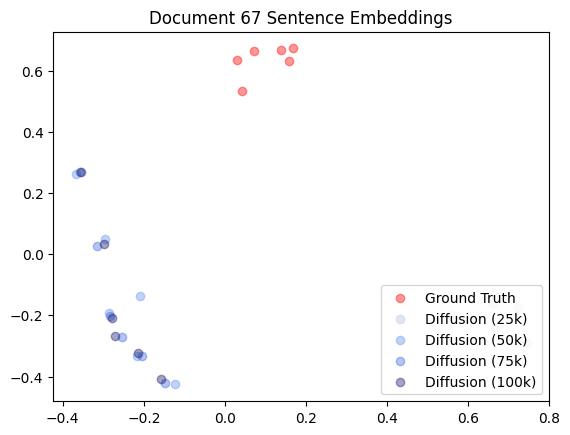 Document 67 Sentence Embeddings
0.6
0.4
0.2
0.0
−0.2
−0.4
−0.4
−0.2
0.0
0.2
0.4
0.6
0.8
Ground Truth
Diffusion (25k)
Diffusion (50k)
Diffusion (75k)
Diffusion (100k)